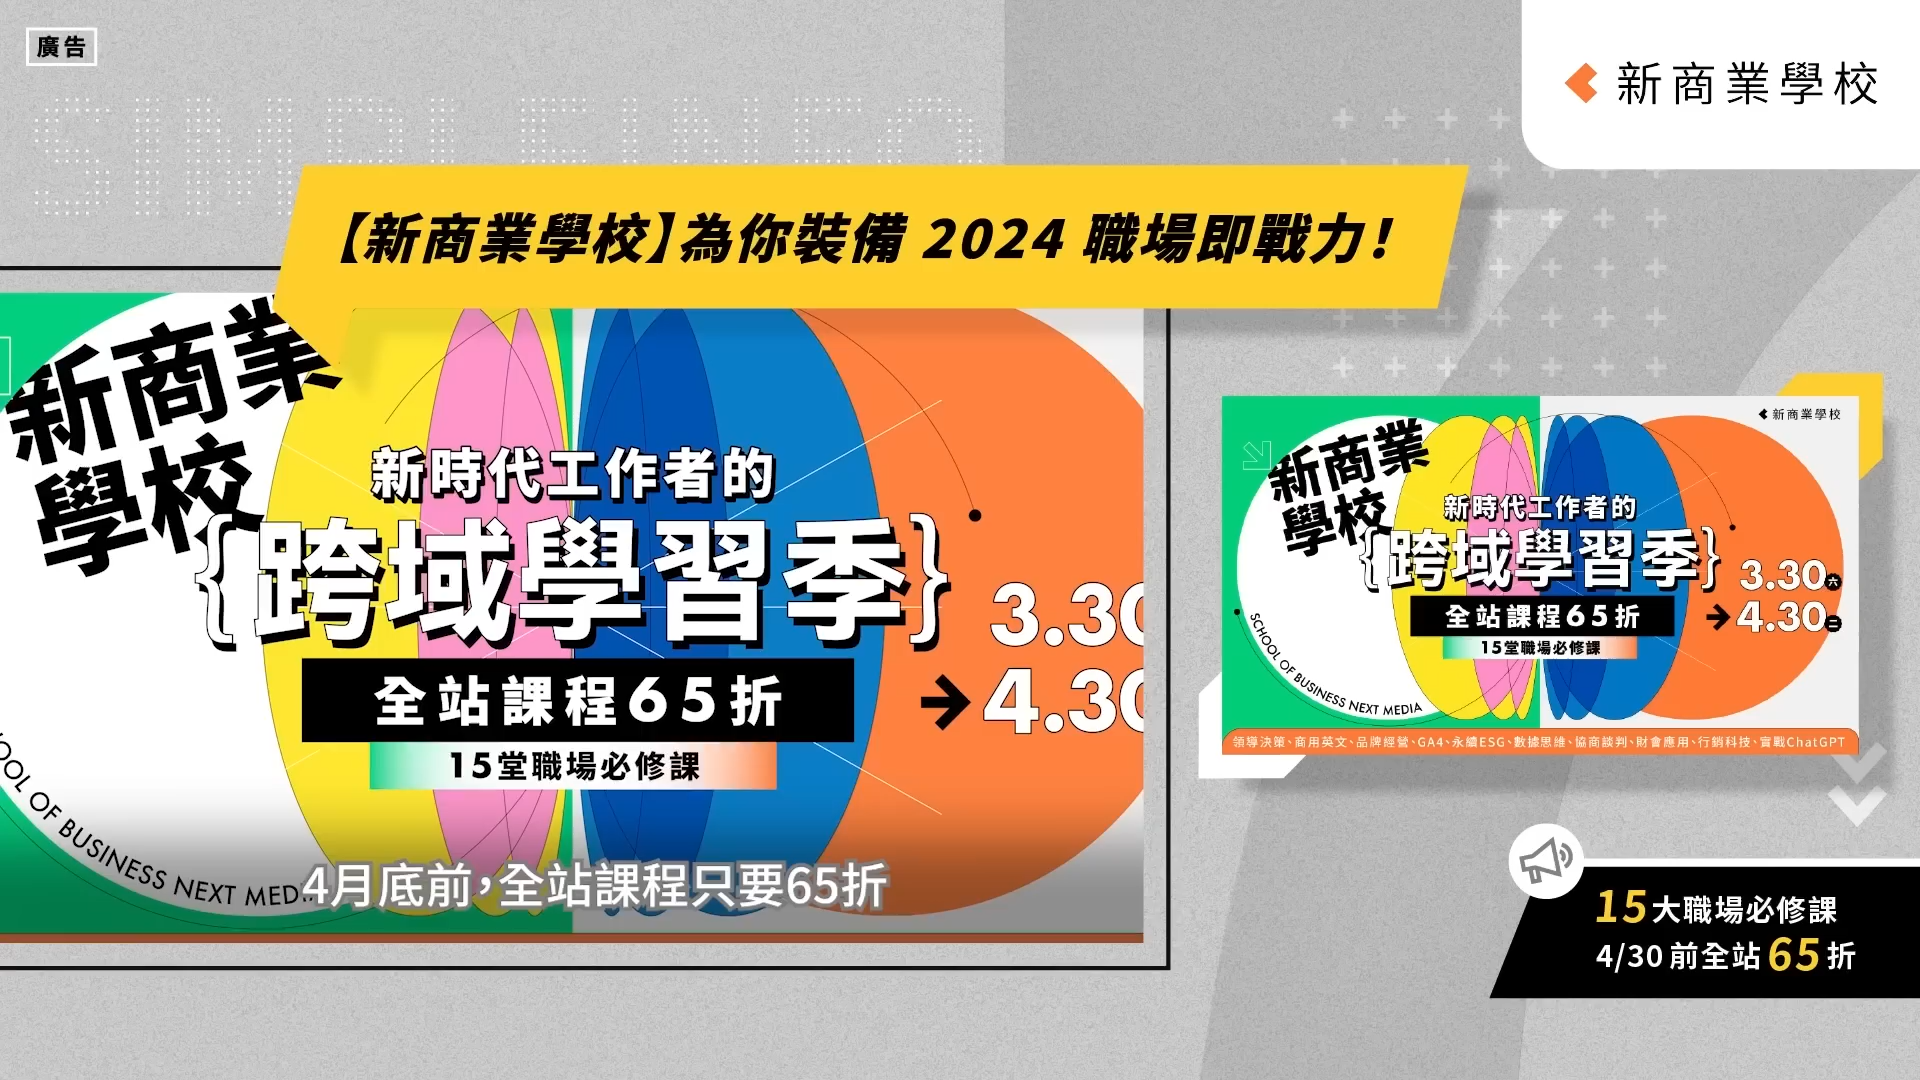 廣告
SIMPLEINFO
新商業學校
【新商業學校】為你裝備 2024 職場即戰力！
新商業
學校
新時代工作者的
{跨域學習季}
全站課程65折
15堂職場必修課
3.30
→4.30
OOL OF BUSINESS NEXT MED
4月底前，全站課程只要65折
新商業學校
新商業
學校
新時代工作者的
{跨域學習季}
全站課程65折
15堂職場必修課
3.30六
→4.30二
SCHOOL OF BUSINESS NEXT MEDIA
領導決策、商用英文、品牌經營、GA4、永續ESG、數據思維、協商談判、財會應用、行銷科技、實戰ChatGPT
15大職場必修課
4/30前全站65折